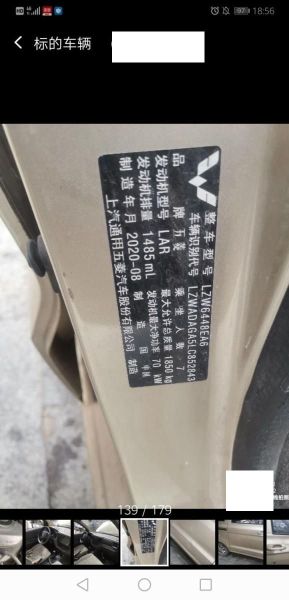 18:56
标的车辆
整车型号 LZW6448EA6
车辆识别代号 LZWADAGA5LC852843
品牌 五菱 乘坐人数 7
发动机型号 LAR 最大允许总质量 1850 kg
发动机排量 1485 mL 发动机最大净功率 70 kW
制造年月 2020-08 制造国 中国
上汽通用五菱汽车股份有限公司 制造
139 / 179